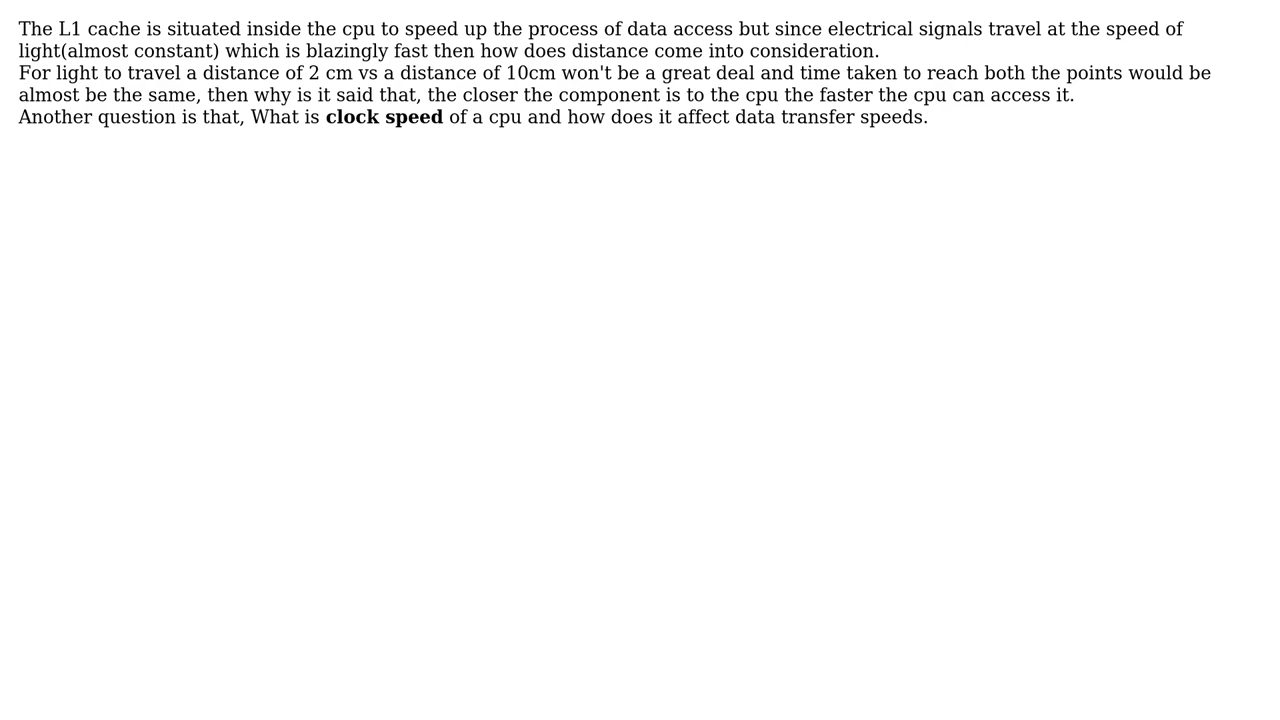 The L1 cache is situated inside the cpu to speed up the process of data access but since electrical signals travel at the speed of
light(almost constant) which is blazingly fast then how does distance come into consideration.
For light to travel a distance of 2 cm vs a distance of 10cm won't be a great deal and time taken to reach both the points would be
almost be the same, then why is it said that, the closer the component is to the cpu the faster the cpu can access it.
Another question is that, What is clock speed of a cpu and how does it affect data transfer speeds.